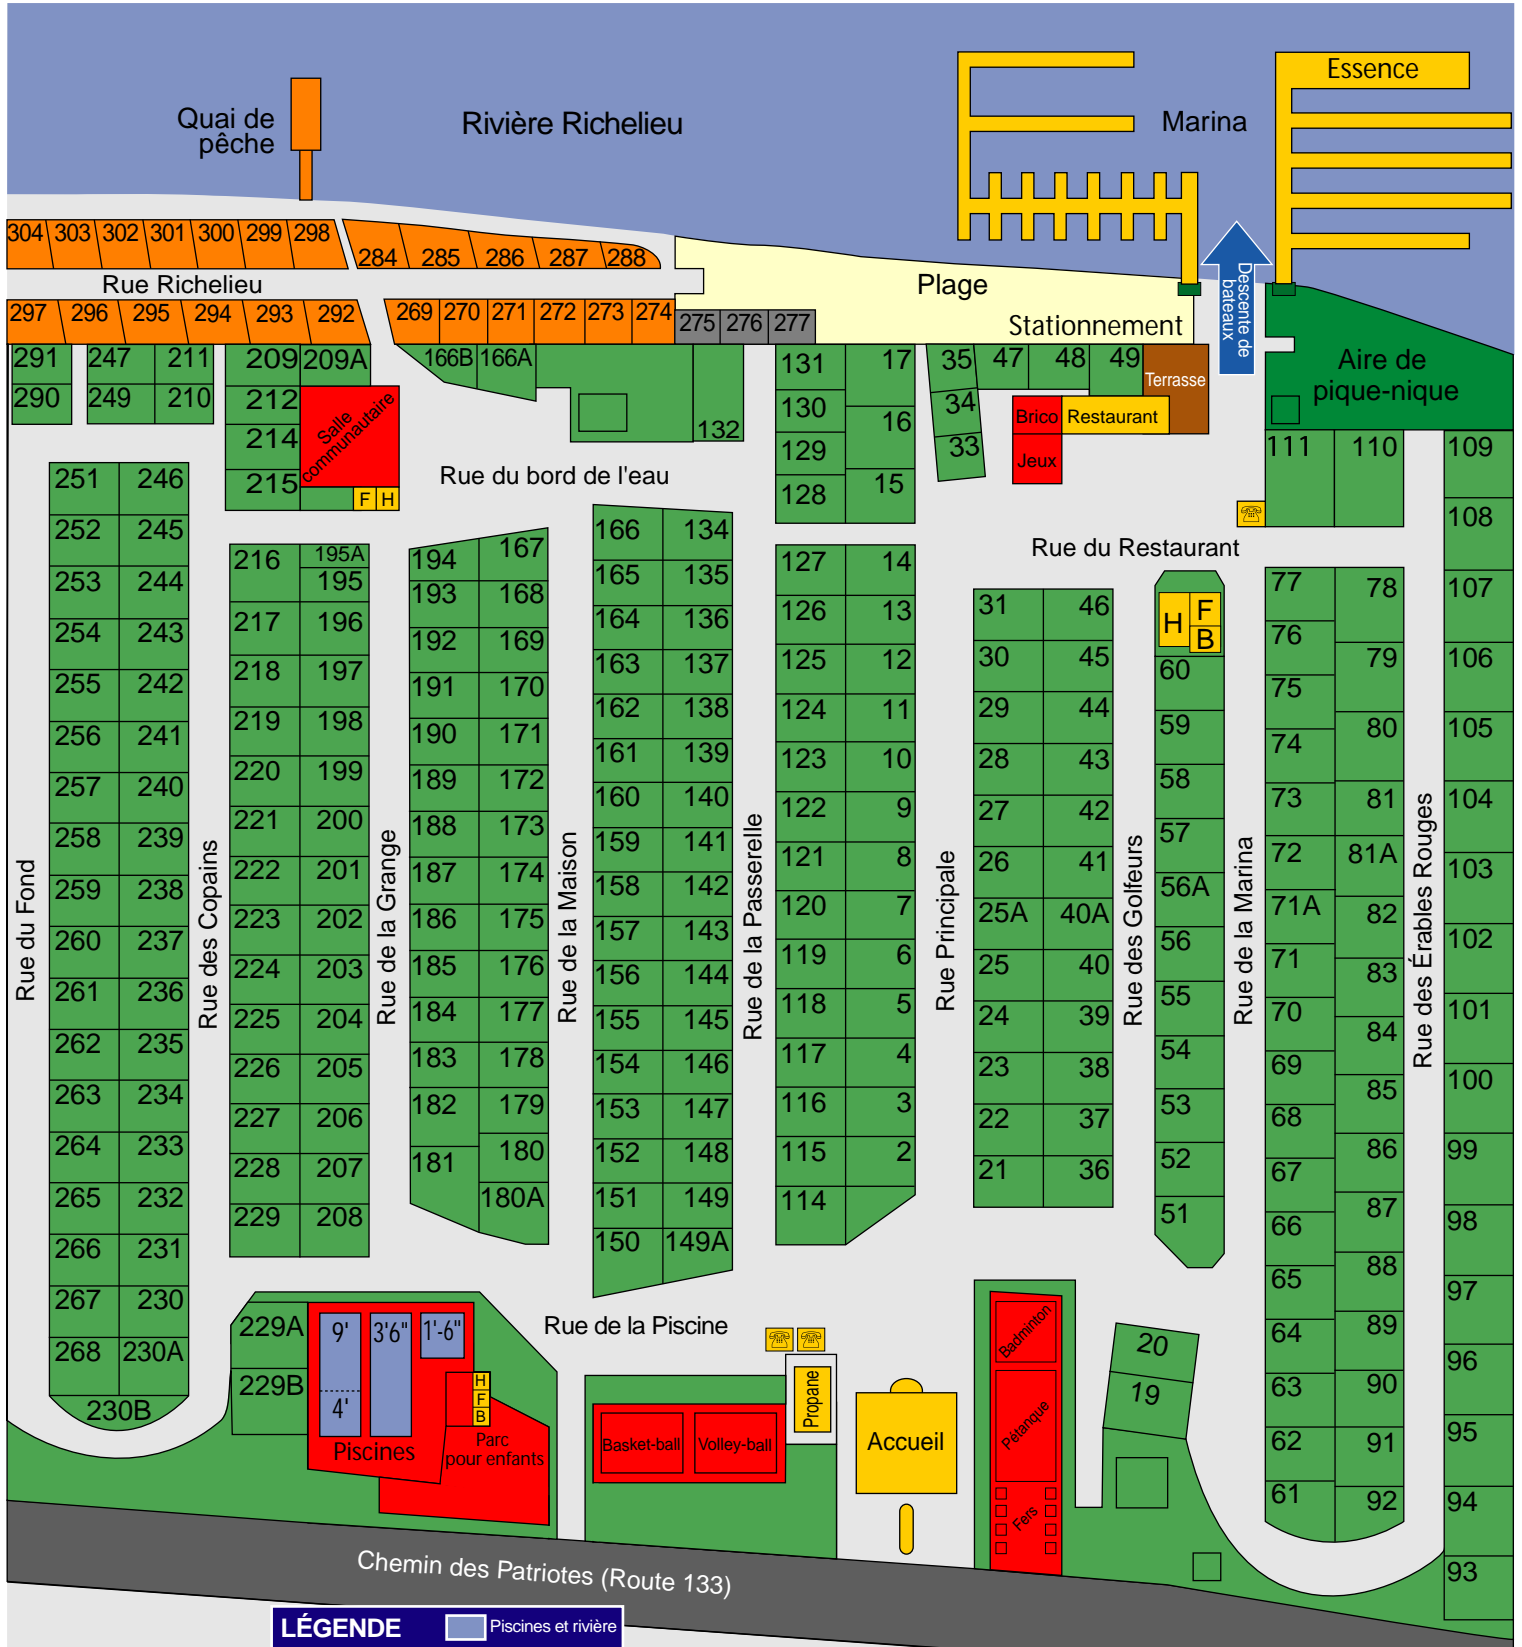 Essence
Quai de
pêche
Rivière Richelieu
Marina
304 303 302 301 300 299 298
284 285 286 287 288
Rue Richelieu
Plage
Descente de
bateaux
297 296 295 294 293 292
269 270 271 272 273 274 275 276 277
Stationnement
291 247 211 209 209A
166B 166A
131 17
35 47 48 49
Terrasse
Aire de
pique-nique
290 249 210 212
Salle
communautaire
214
215
F H
132
130 16
129
128 15
34
33
Brico
Restaurant
Jeux
111 110 109
108
Rue du bord de l'eau
Rue du Restaurant
Rue du Fond
251 246
252 245
253 244
254 243
255 242
256 241
257 240
258 239
259 238
260 237
261 236
262 235
263 234
264 233
265 232
266 231
267 230
268 230A
230B
Rue des Copains
216 195A
195
217 196
218 197
219 198
220 199
221 200
222 201
223 202
224 203
225 204
226 205
227 206
228 207
229 208
Rue de la Grange
194 167
193 168
192 169
191 170
190 171
189 172
188 173
187 174
186 175
185 176
184 177
183 178
182 179
181 180
180A
Rue de la Maison
166 134
165 135
164 136
163 137
162 138
161 139
160 140
159 141
158 142
157 143
156 144
155 145
154 146
153 147
152 148
151 149
150 149A
Rue de la Passerelle
127 14
126 13
125 12
124 11
123 10
122 9
121 8
120 7
119 6
118 5
117 4
116 3
115 2
114
Rue Principale
31 46
30 45
29 44
28 43
27 42
26 41
25A 40A
25 40
24 39
23 38
22 37
21 36
Rue des Golfeurs
H F
B
60
59
58
57
56A
56
55
54
53
52
51
Rue de la Marina
77 78
76
75 79
74 80
73 81
72 81A
71A 82
71
70 83
69 84
68 85
67 86
66 87
65 88
64 89
63 90
62 91
61 92
Rue des Érables Rouges
107
106
105
104
103
102
101
100
99
98
97
96
95
94
93
229A
229B
9' 3'6" 1'-6"
4'
Piscines
H
F
B
Parc
pour enfants
Rue de la Piscine
Basket-ball
Volley-ball
Propane
Accueil
Badminton
Pétanque
Fers
20
19
Chemin des Patriotes (Route 133)
LÉGENDE
Piscines et rivière